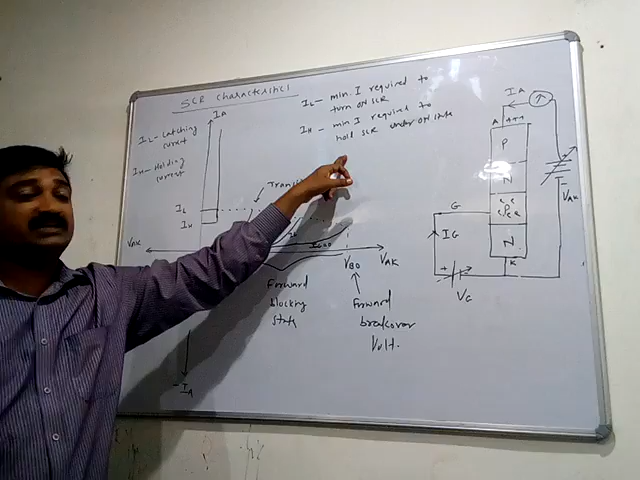 SCR Characteristics
IL - min. I required to
turn ON SCR
IH - min I required to
hold SCR under ON state
IL - Latching
current
IH - Holding
current
Ia
IL
IH
VAK
VAK
-IA
Forward
blocking
state
VBO
Forward
breakover
Volt.
IA
A
+++
P
N
G
IG
N
K
+
VG
-
VAK